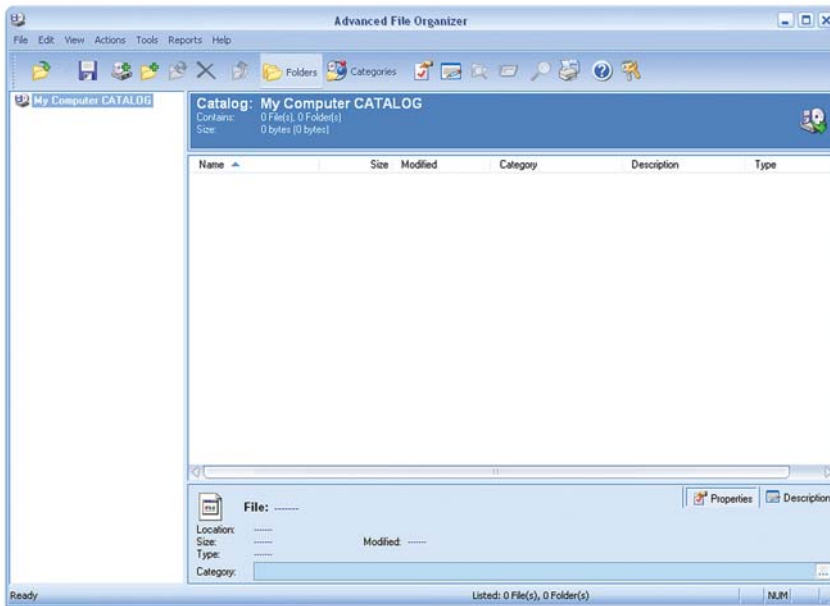 Advanced File Organizer
File Edit View Actions Tools Reports Help
Folders Categories
My Computer CATALOG
Catalog: My Computer CATALOG
Contains: 0 File(s), 0 Folder(s)
Size: 0 bytes (0 bytes)
Name Size Modified Category Description Type
Properties Description
File: -------
Location: ------
Size: ------ Modified: ------
Type: ------
Category:
Ready Listed: 0 File(s), 0 Folder(s) NUM